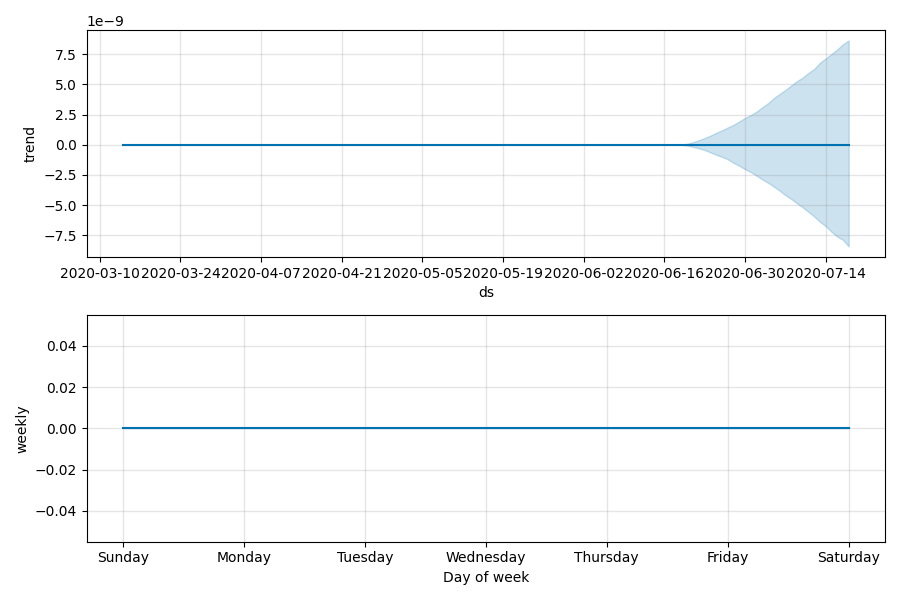 1e−9
7.5
5.0
2.5
0.0
−2.5
−5.0
−7.5
trend
2020-03-10 2020-03-24 2020-04-07 2020-04-21 2020-05-05 2020-05-19 2020-06-02 2020-06-16 2020-06-30 2020-07-14
ds
0.04
0.02
0.00
−0.02
−0.04
weekly
Sunday Monday Tuesday Wednesday Thursday Friday Saturday
Day of week